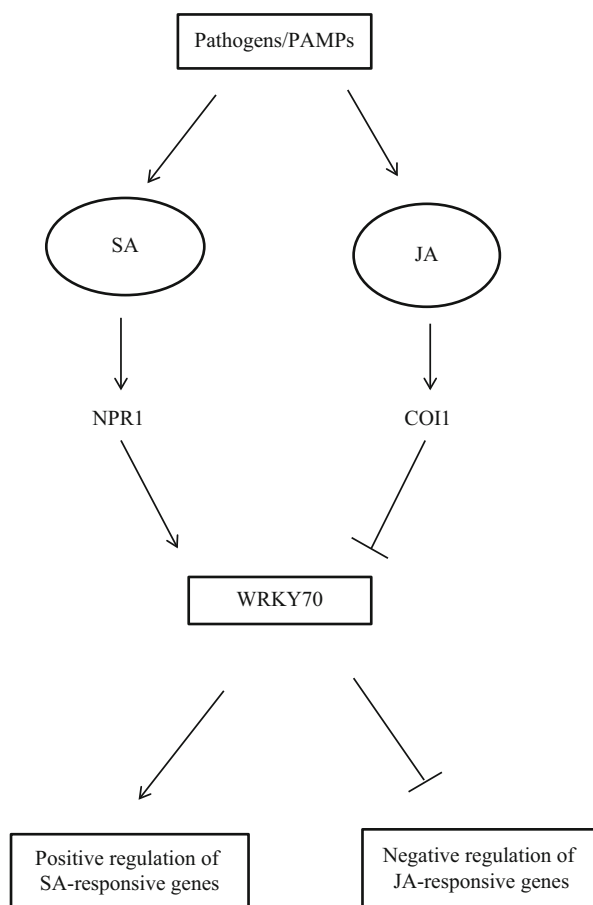 Pathogens/PAMPs
SA
JA
NPR1
COI1
WRKY70
Positive regulation of
SA-responsive genes
Negative regulation of
JA-responsive genes